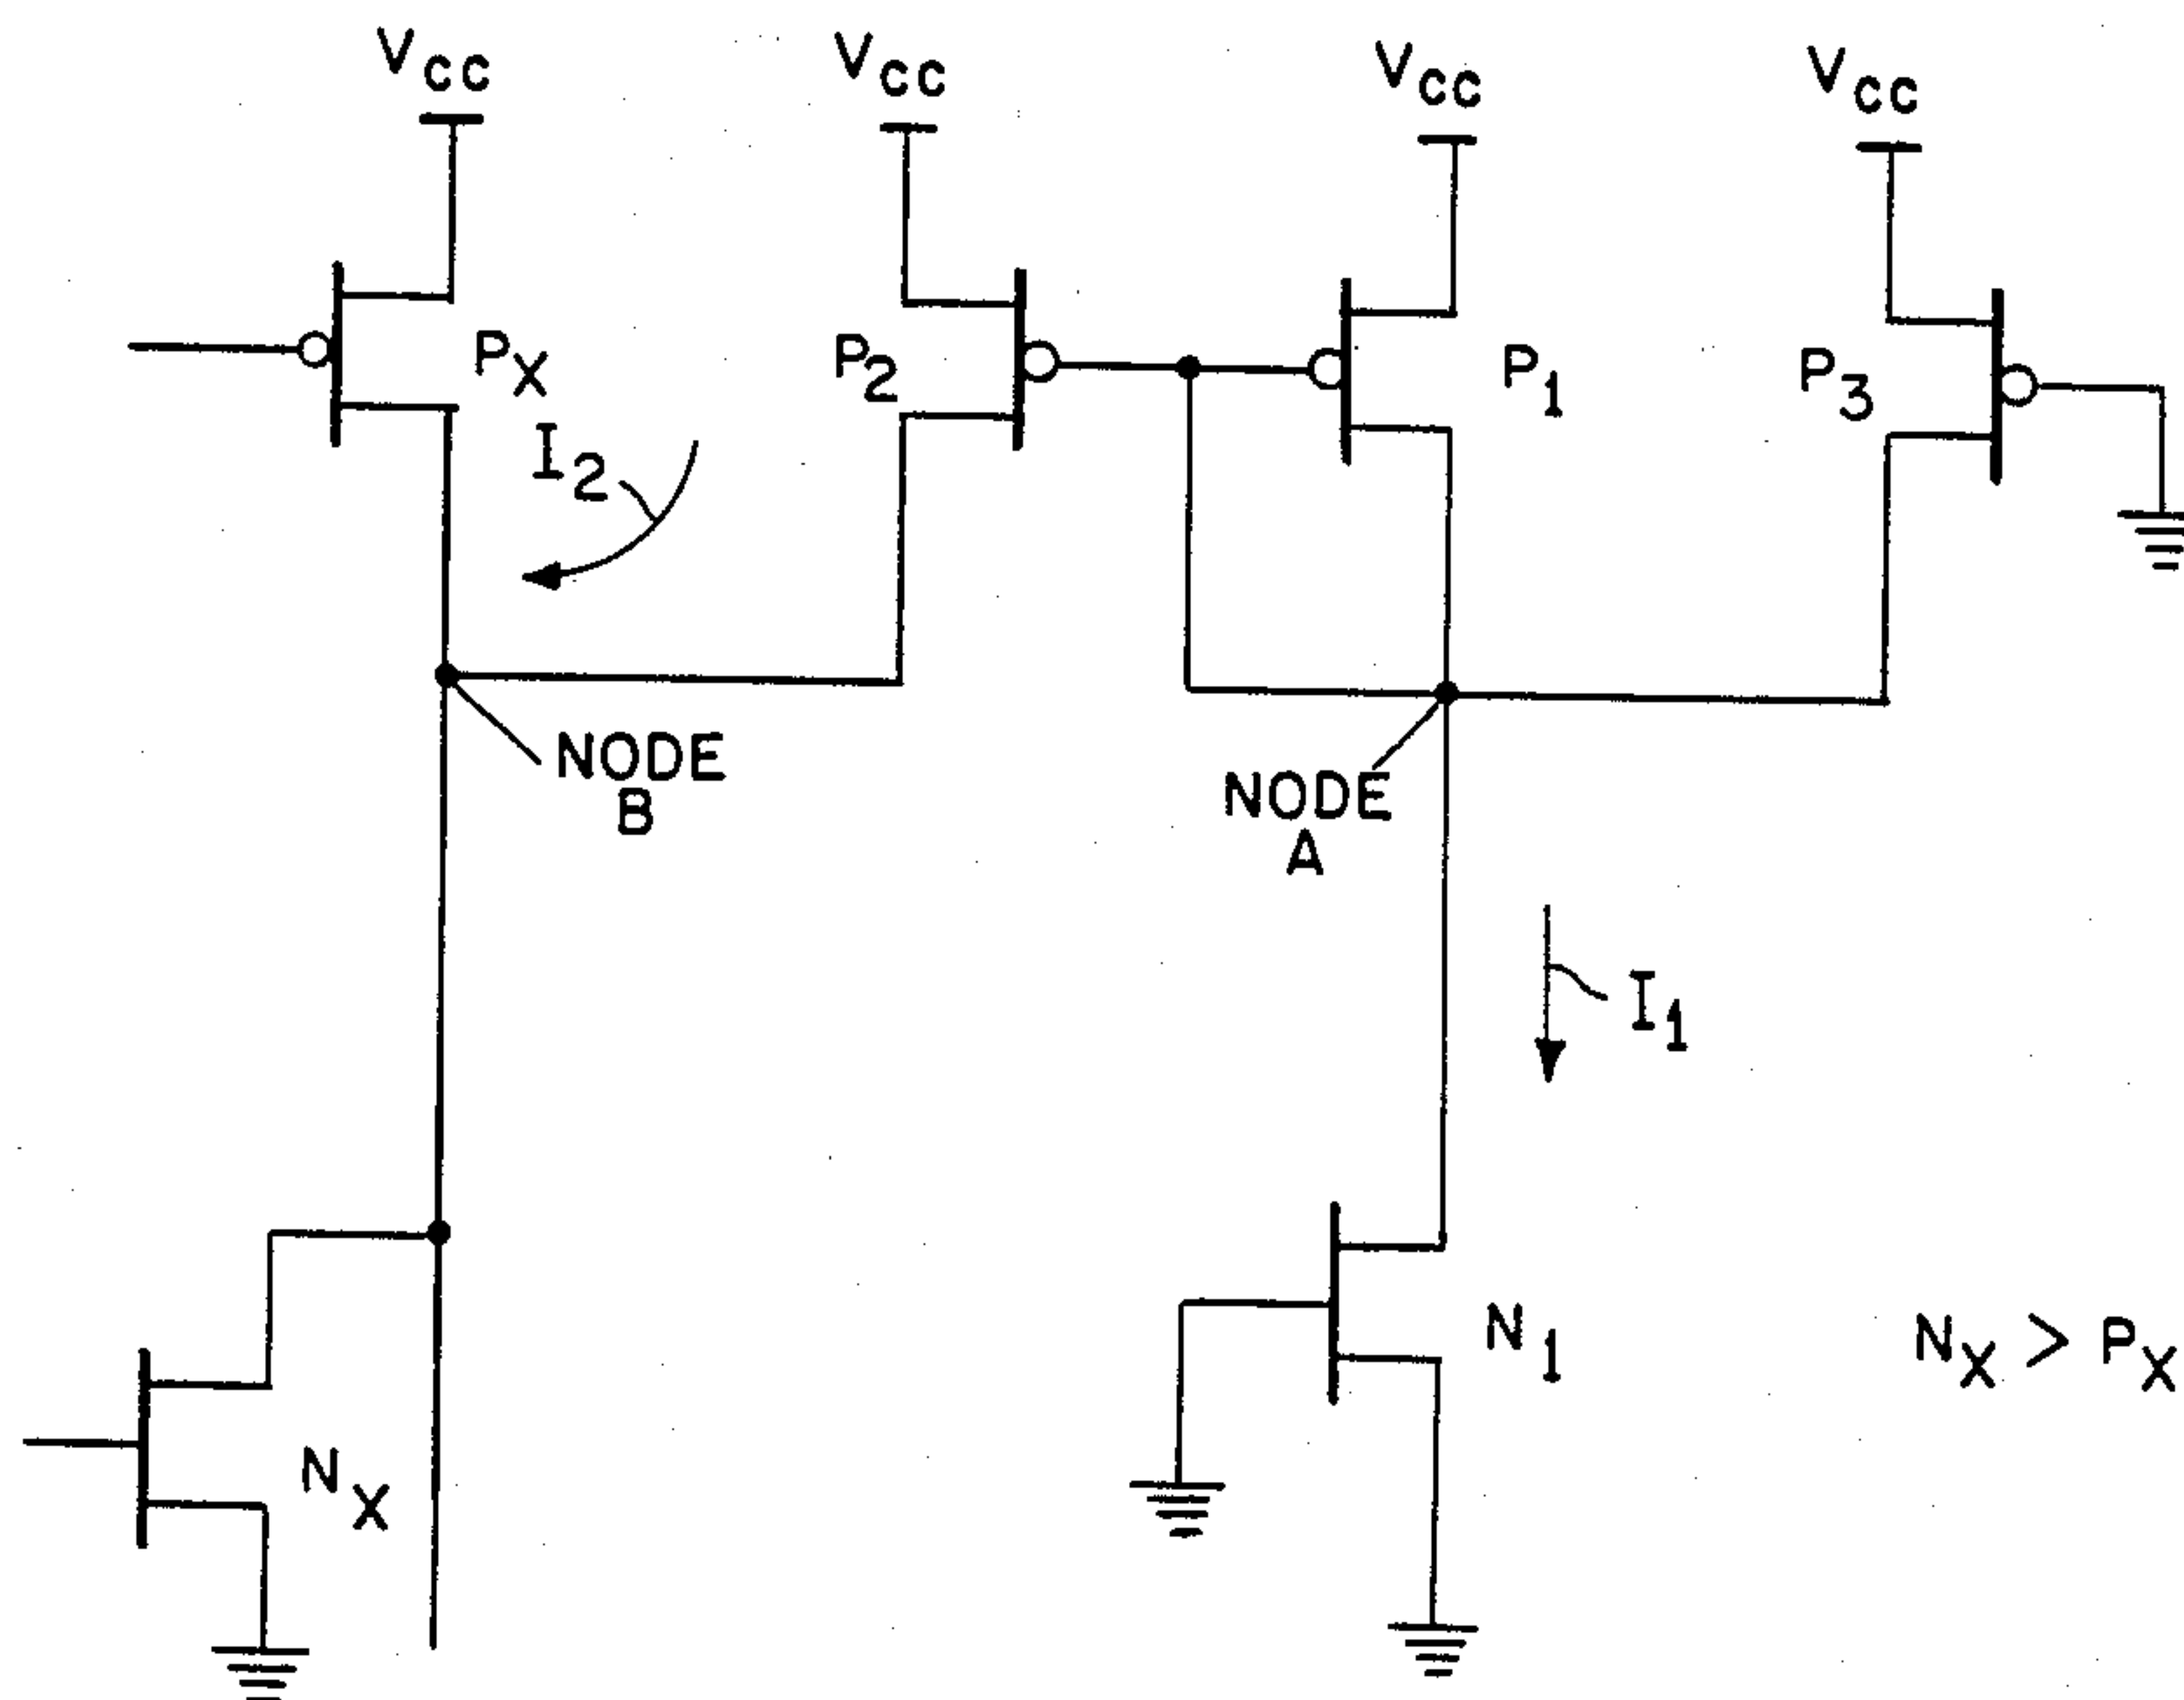 VCC VCC VCC VCC
PX P2 P1 P3
I2
NODE B
NODE A
I1
N1
NX > PX
NX